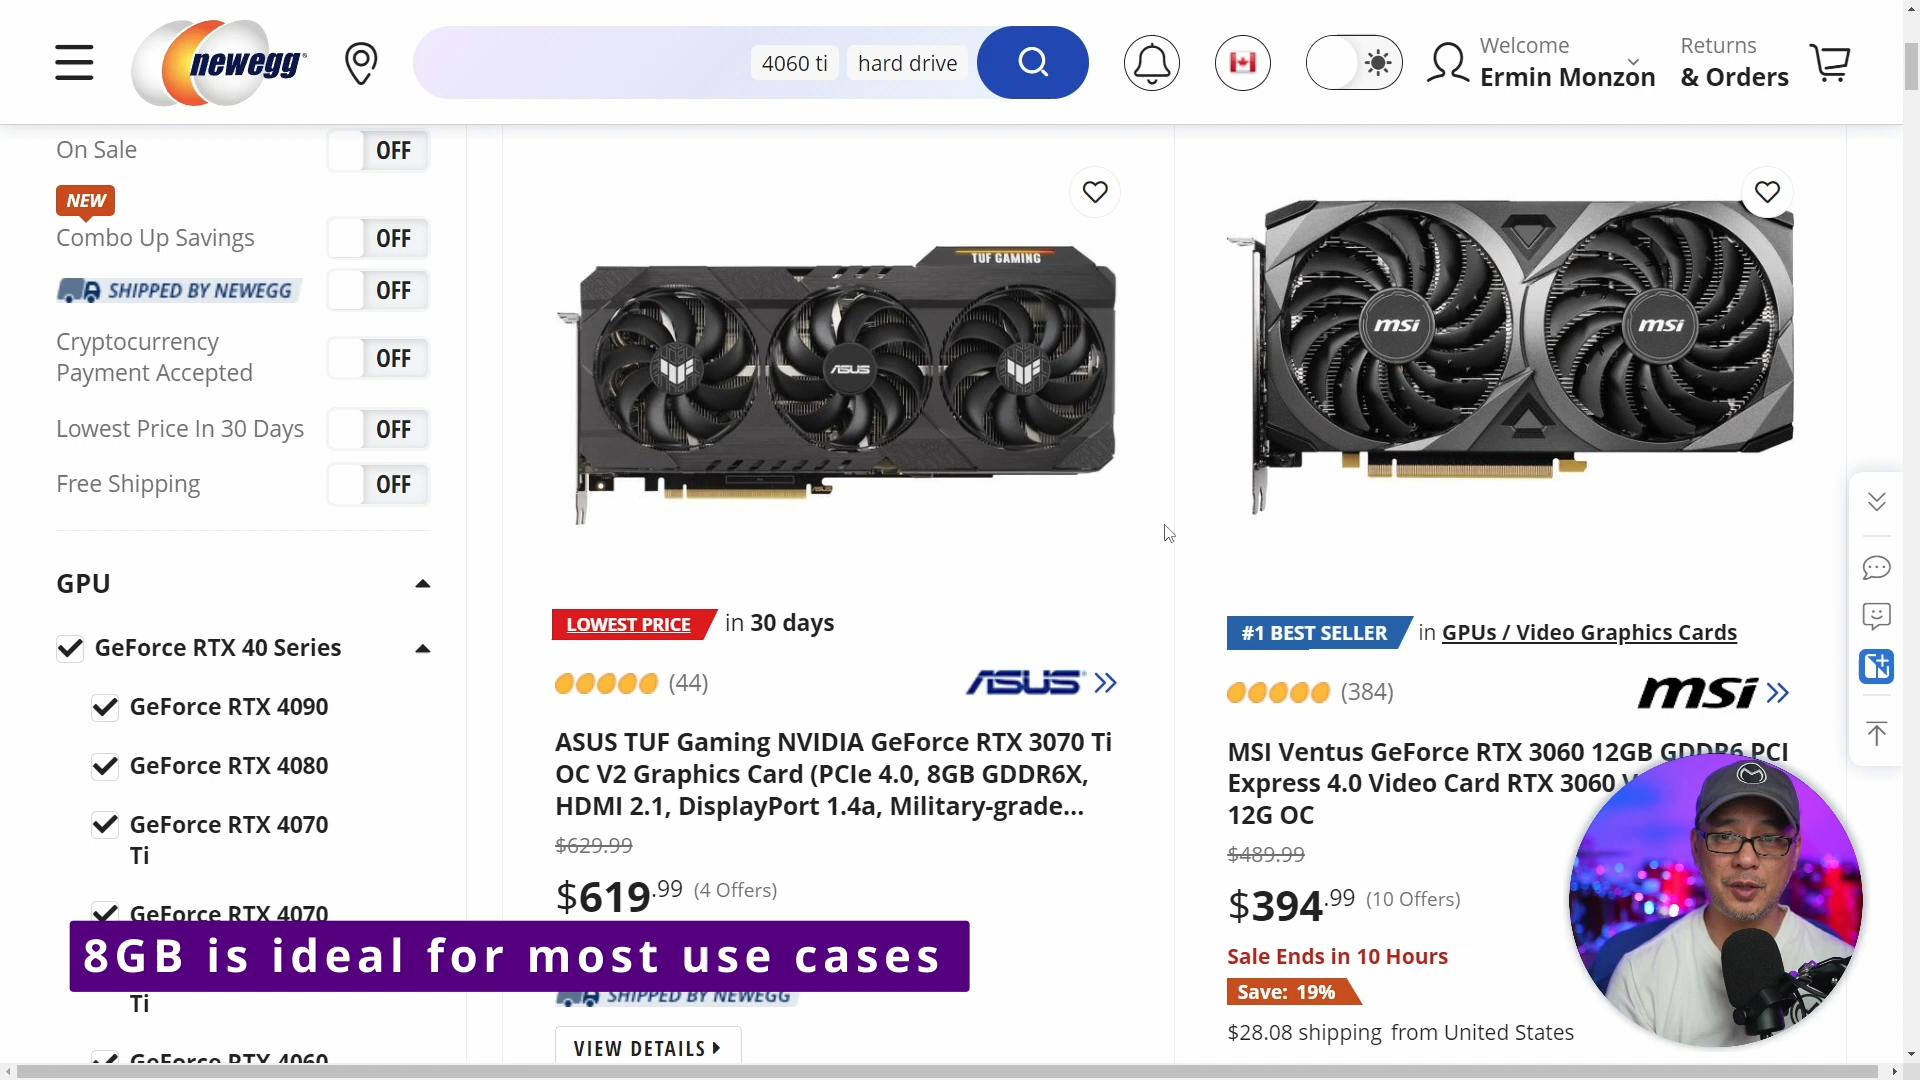 newegg
4060 ti
hard drive
Welcome
Ermin Monzon
Returns
& Orders
On Sale
OFF
NEW
Combo Up Savings
OFF
SHIPPED BY NEWEGG
OFF
Cryptocurrency
Payment Accepted
OFF
Lowest Price In 30 Days
OFF
Free Shipping
OFF
GPU
GeForce RTX 40 Series
GeForce RTX 4090
GeForce RTX 4080
GeForce RTX 4070
Ti
GeForce RTX 4070
Ti
GeForce RTX 4060
TUF GAMING
ASUS
LOWEST PRICE in 30 days
(44)
ASUS
ASUS TUF Gaming NVIDIA GeForce RTX 3070 Ti
OC V2 Graphics Card (PCIe 4.0, 8GB GDDR6X,
HDMI 2.1, DisplayPort 1.4a, Military-grade...
$629.99
$619.99 (4 Offers)
SHIPPED BY NEWEGG
VIEW DETAILS
msi
msi
#1 BEST SELLER in GPUs / Video Graphics Cards
(384)
msi
MSI Ventus GeForce RTX 3060 12GB GDDR6 PCI
Express 4.0 Video Card RTX 3060 V
12G OC
$489.99
$394.99 (10 Offers)
Sale Ends in 10 Hours
Save: 19%
$28.08 shipping from United States
8GB is ideal for most use cases